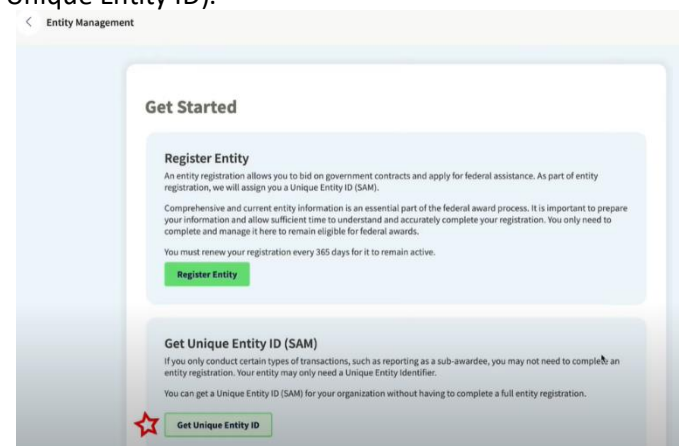 Unique Entity ID).
Entity Management
Get Started
Register Entity
An entity registration allows you to bid on government contracts and apply for federal assistance. As part of entity
registration, we will assign you a Unique Entity ID (SAM).
Comprehensive and current entity information is an essential part of the federal award process. It is important to prepare
your information and allow sufficient time to understand and accurately complete your registration. You only need to
complete and manage it here to remain eligible for federal awards.
You must renew your registration every 365 days for it to remain active.
Register Entity
Get Unique Entity ID (SAM)
If you only conduct certain types of transactions, such as reporting as a sub-awardee, you may not need to complete an
entity registration. Your entity may only need a Unique Entity Identifier.
You can get a Unique Entity ID (SAM) for your organization without having to complete a full entity registration.
Get Unique Entity ID